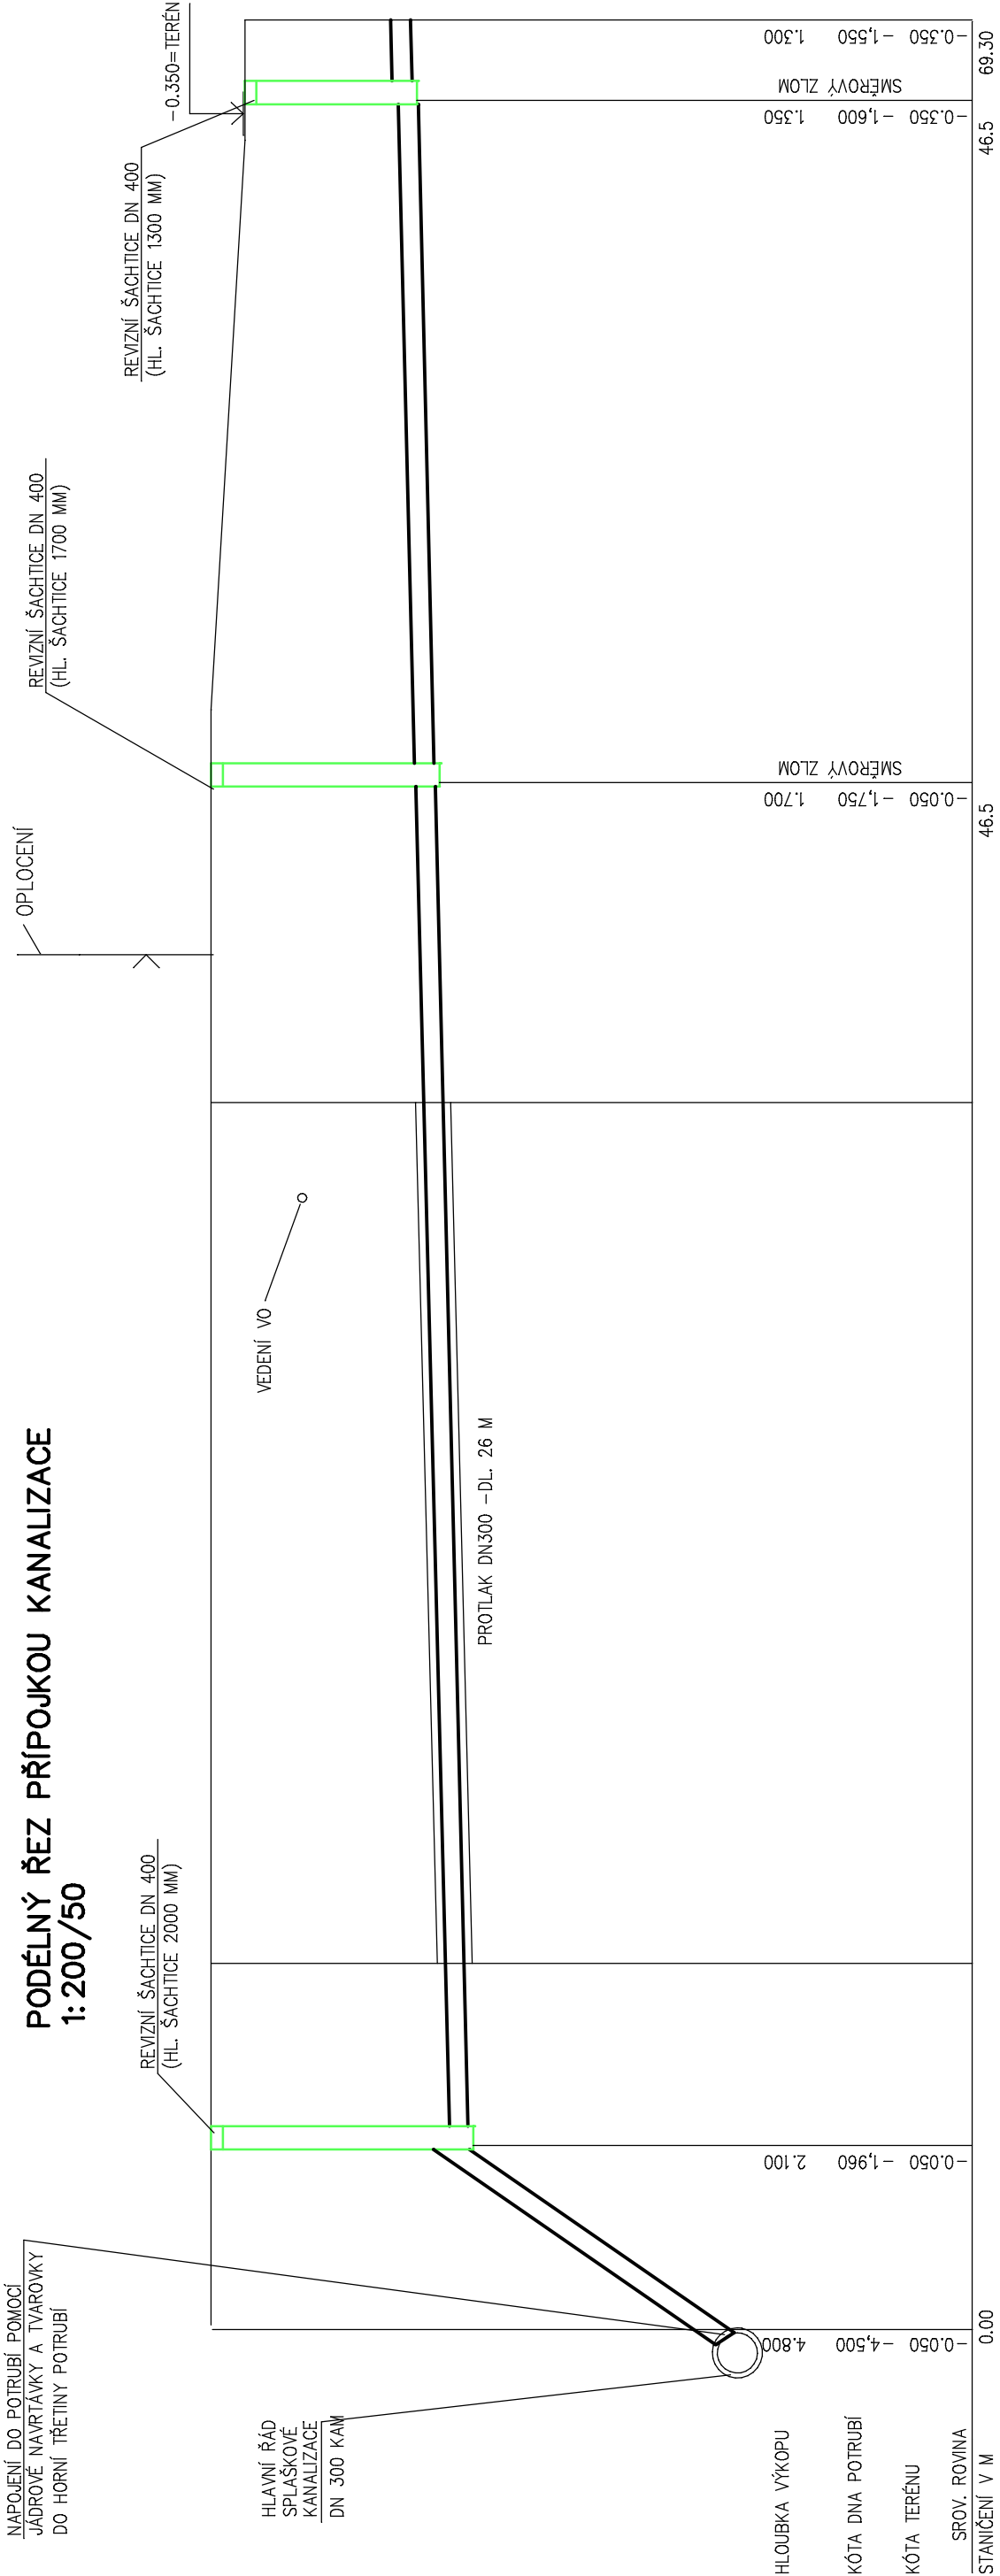 PODÉLNÝ ŘEZ PŘÍPOJKOU KANALIZACE
1:200/50
NAPOJENÍ DO POTRUBÍ POMOCÍ
JÁDROVÉ NAVRTÁVKY A TVAROVKY
DO HORNÍ TŘETINY POTRUBÍ
REVIZNÍ ŠACHTICE DN 400
(HL. ŠACHTICE 2000 MM)
OPLOCENÍ
REVIZNÍ ŠACHTICE DN 400
(HL. ŠACHTICE 1700 MM)
REVIZNÍ ŠACHTICE DN 400
(HL. ŠACHTICE 1300 MM)
-0.350=TERÉN
HLAVNÍ ŘÁD
SPLAŠKOVÉ
KANALIZACE
DN 300 KAM
VEDENÍ VO
PROTLAK DN300 -DL. 26 M
SMĚROVÝ ZLOM
SMĚROVÝ ZLOM
HLOUBKA VÝKOPU
4.800
2.100
1.700
1.350
1.300
KÓTA DNA POTRUBÍ
-4,500
-1,960
-1,750
-1,600
-1,550
KÓTA TERÉNU
-0.050
-0.050
-0.050
-0.350
-0.350
SROV. ROVINA
STANIČENÍ V M
0.00
46.5
46.5
69.30